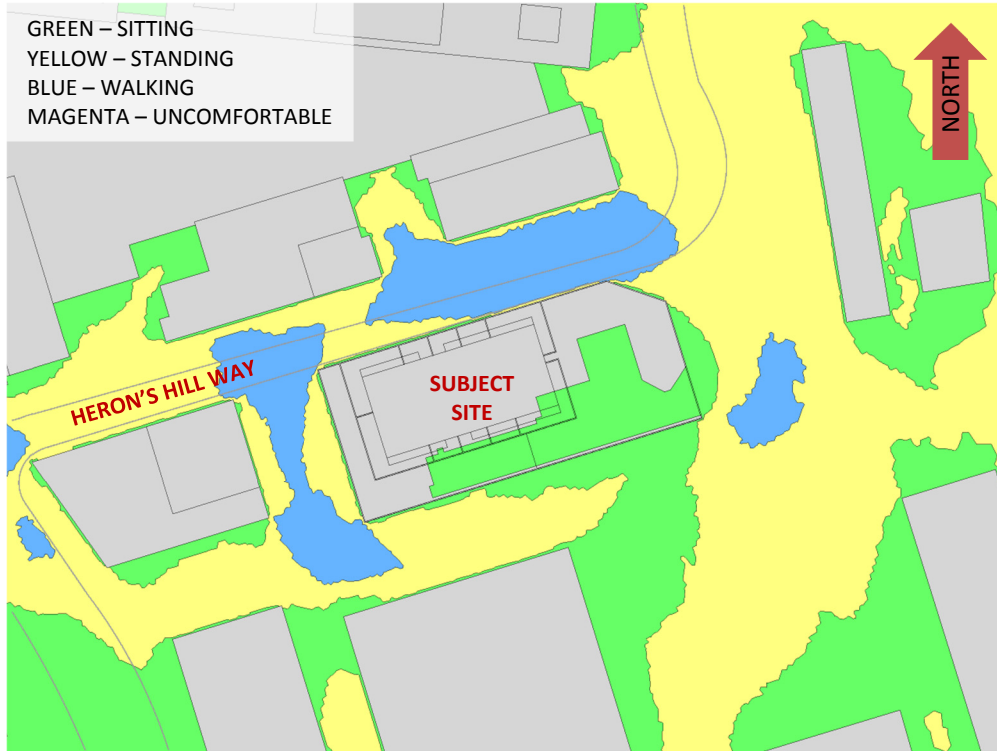 GREEN – SITTING
YELLOW – STANDING
BLUE – WALKING
MAGENTA – UNCOMFORTABLE
NORTH
HERON'S HILL WAY
SUBJECT
SITE